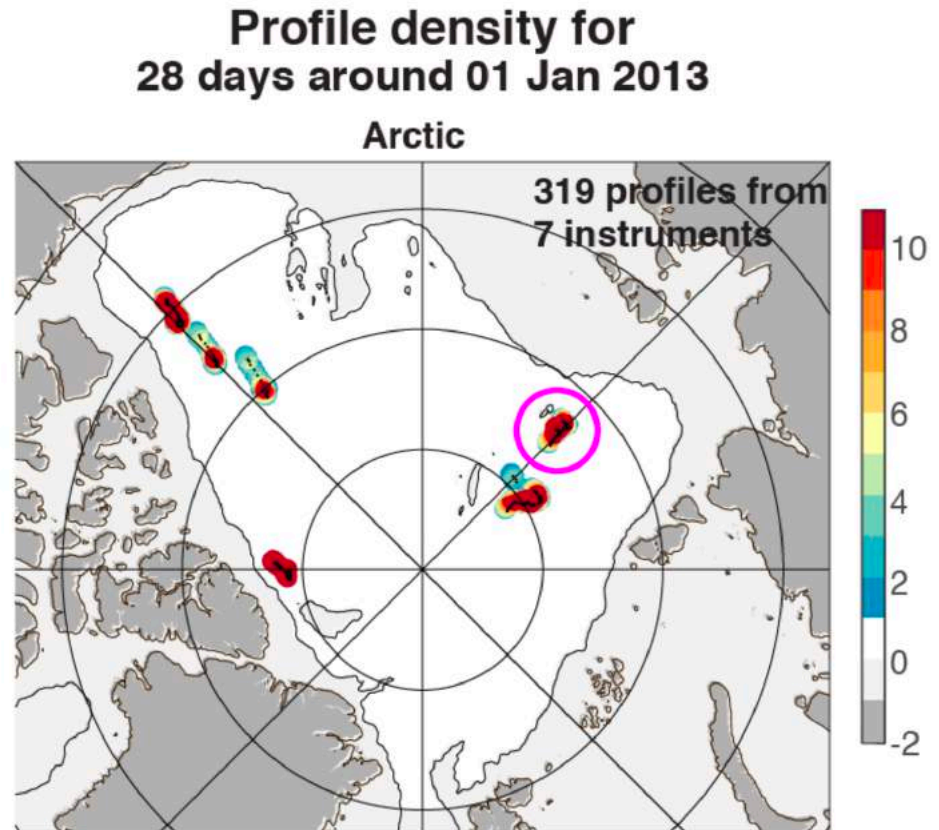 Profile density for
28 days around 01 Jan 2013
Arctic
319 profiles from
7 instruments
10
8
6
4
2
0
-2